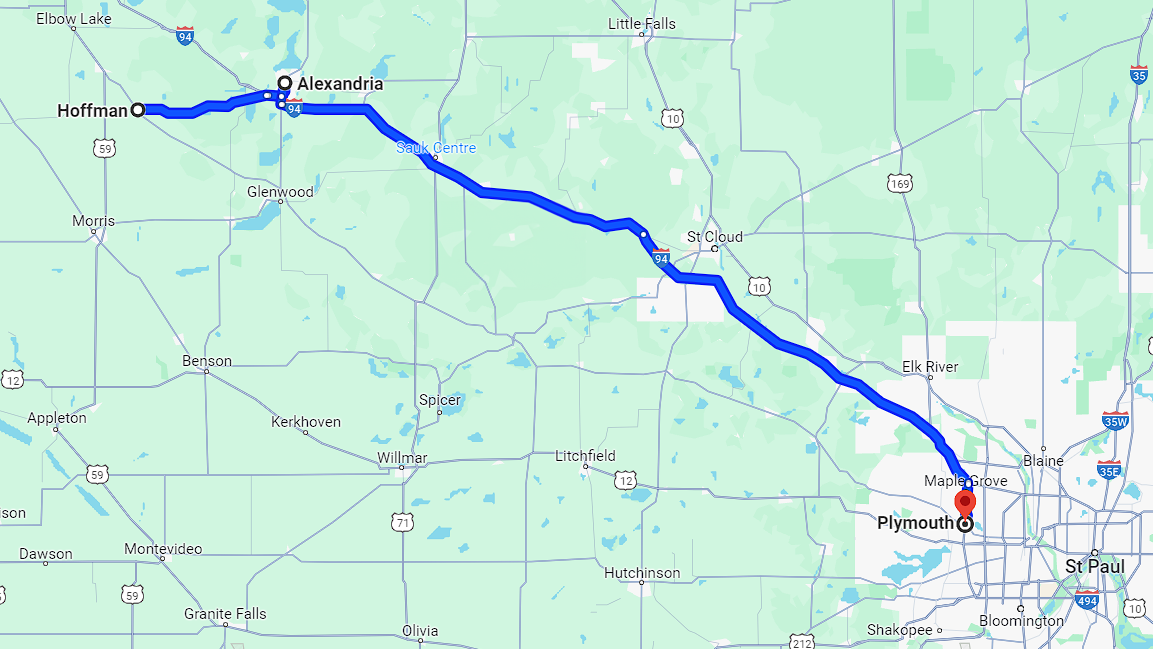 Elbow Lake
Little Falls
94
35
Alexandria
Hoffman
94
10
59
Sauk Centre
169
Glenwood
Morris
St Cloud
94
10
Benson
Elk River
12
Spicer
Appleton
Kerkhoven
35W
Willmar
Litchfield
Blaine
35E
59
12
Maple Grove
ison
71
Plymouth
Dawson
Montevideo
St Paul
Hutchinson
59
494
10
Granite Falls
Bloomington
Olivia
Shakopee
212